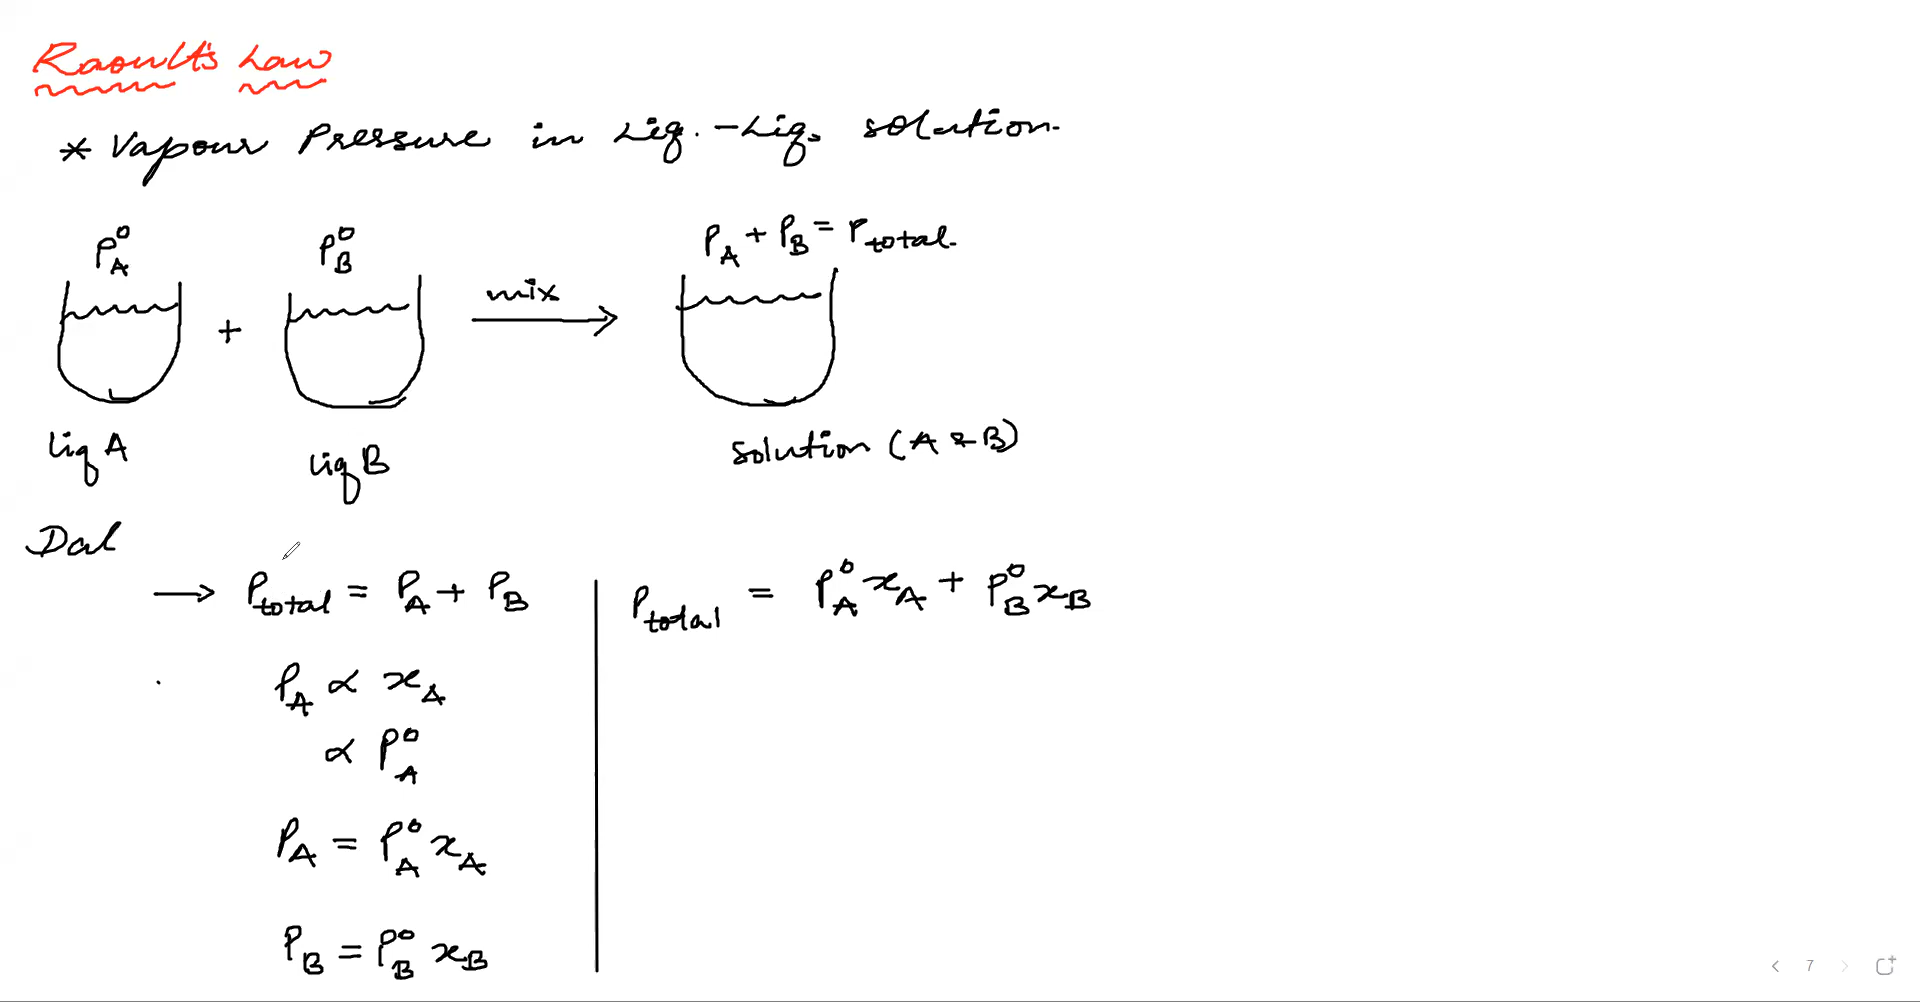 Raoult's Law
* Vapour Pressure in Liq. - Liq. solution.
P°A
P°B
PA + PB = Ptotal.
+
mix
Liq A
Liq B
Solution (A & B)
Dal
→ Ptotal = PA + PB
PA ∝ xA
∝ P°A
PA = P°A xA
PB = P°B xB
Ptotal = P°A xA + P°B xB
7